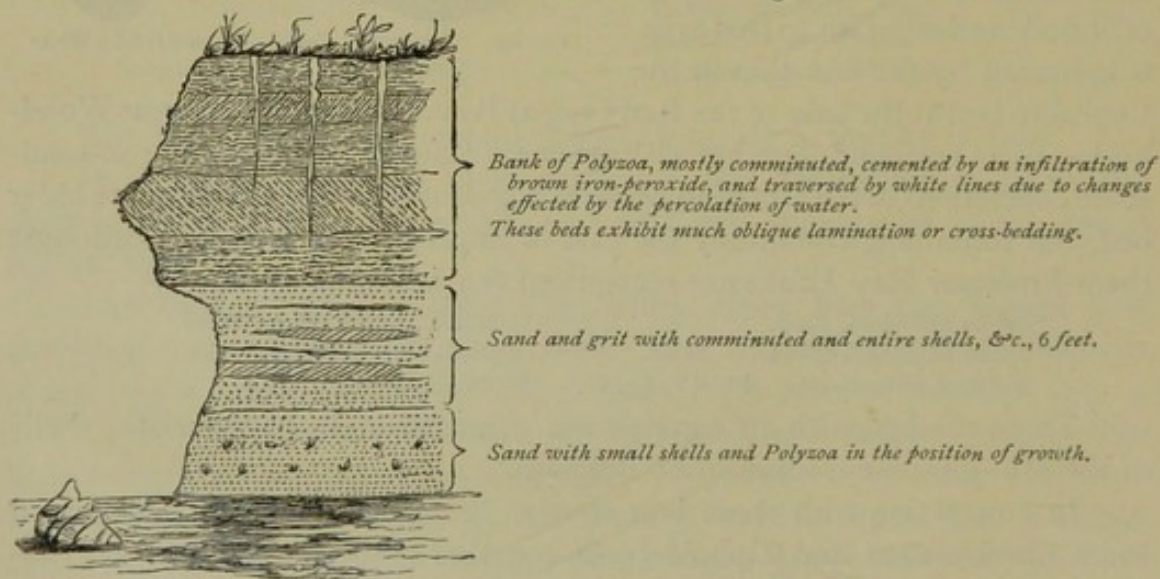 Bank of Polyzoa, mostly comminuted, cemented by an infiltration of
brown iron-peroxide, and traversed by white lines due to changes
effected by the percolation of water.
These beds exhibit much oblique lamination or cross-bedding.
Sand and grit with comminuted and entire shells, &c., 6 feet.
Sand with small shells and Polyzoa in the position of growth.